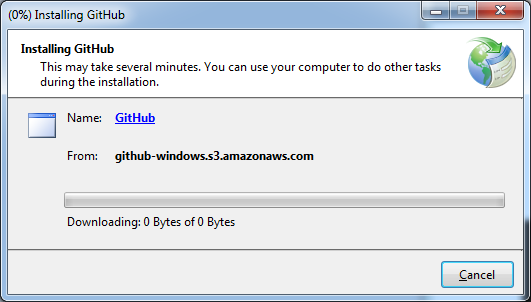 (0%) Installing GitHub
Installing GitHub
This may take several minutes. You can use your computer to do other tasks
during the installation.
Name: GitHub
From: github-windows.s3.amazonaws.com
Downloading: 0 Bytes of 0 Bytes
Cancel